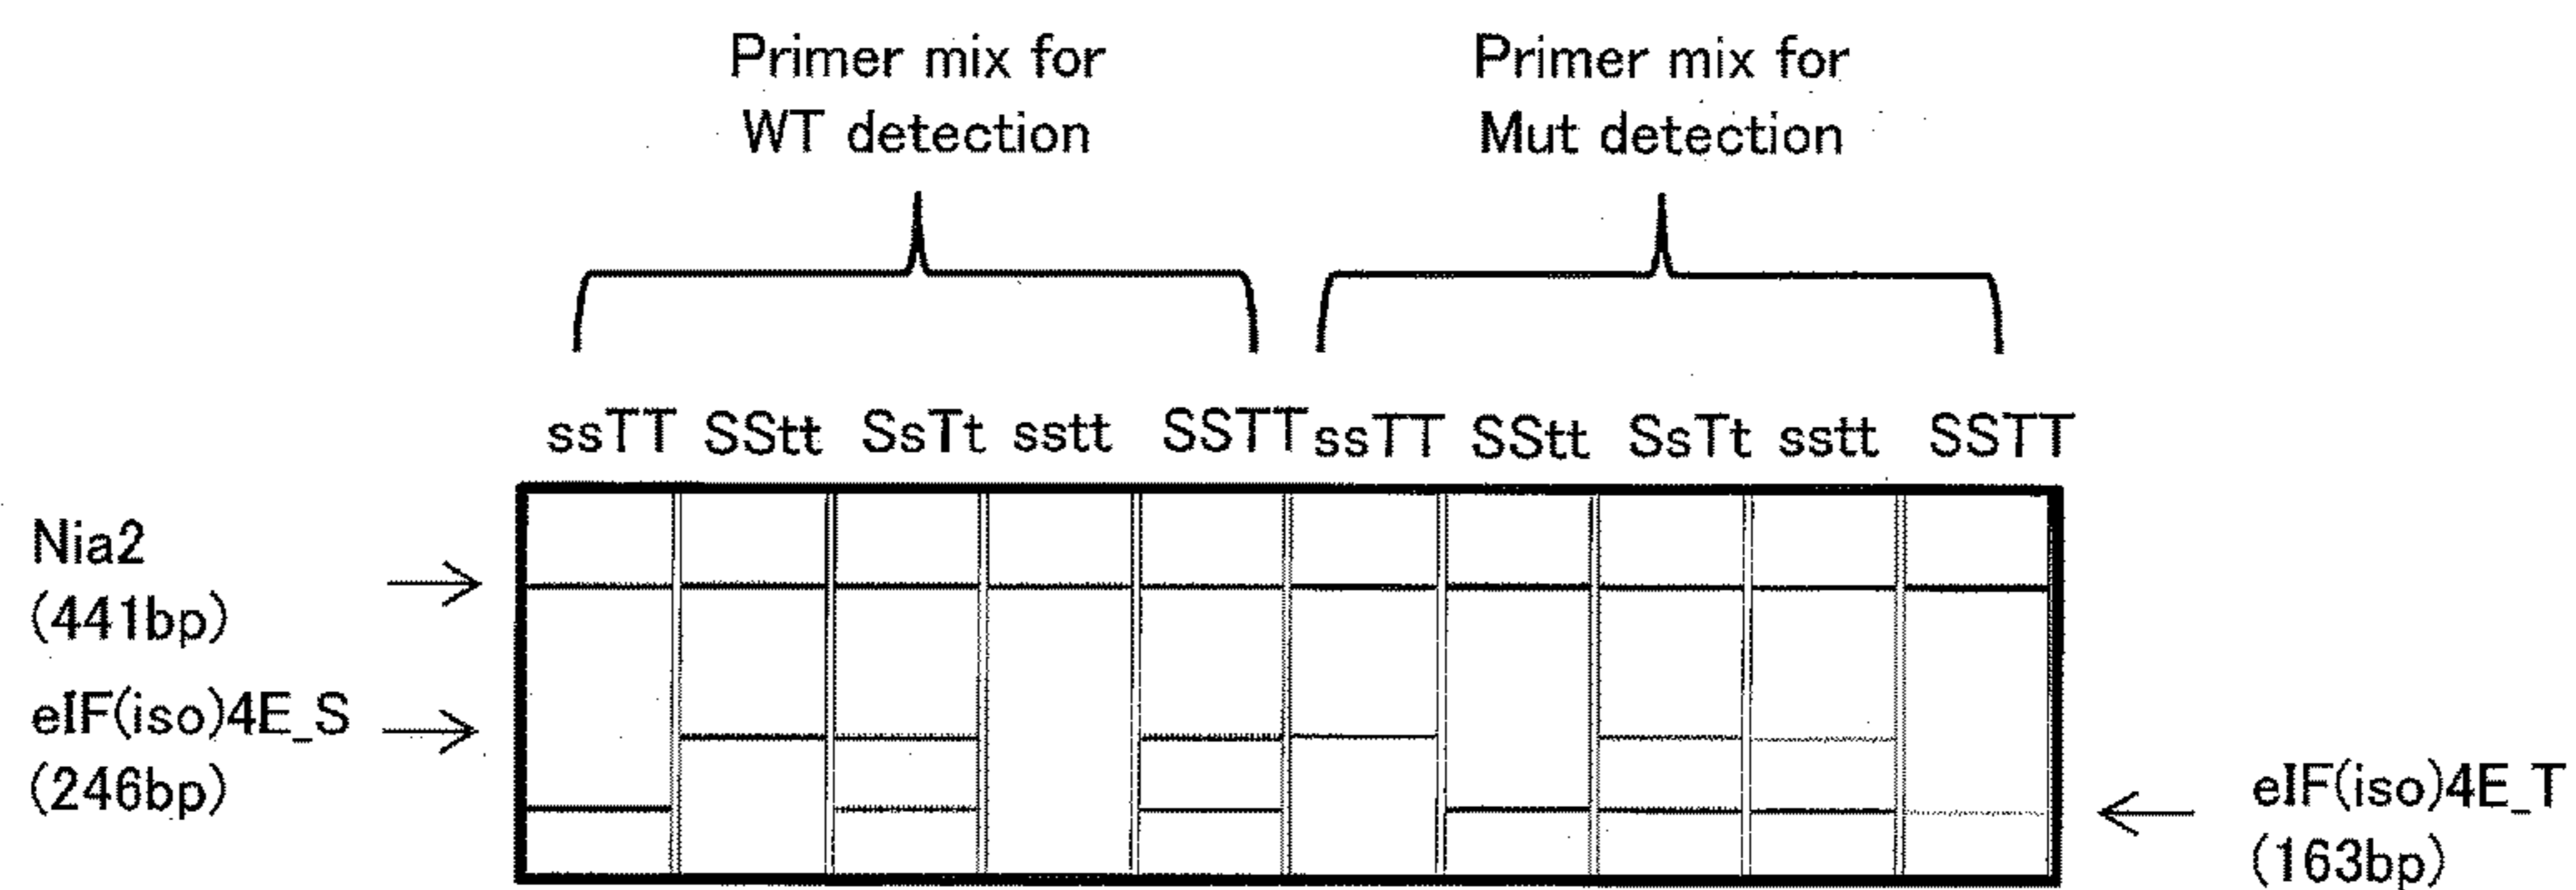 Primer mix for
WT detection
Primer mix for
Mut detection
ssTT SStt SsTt sstt SSTT ssTT SStt SsTt sstt SSTT
Nia2
(441bp)
eIF(iso)4E_S
(246bp)
eIF(iso)4E_T
(163bp)